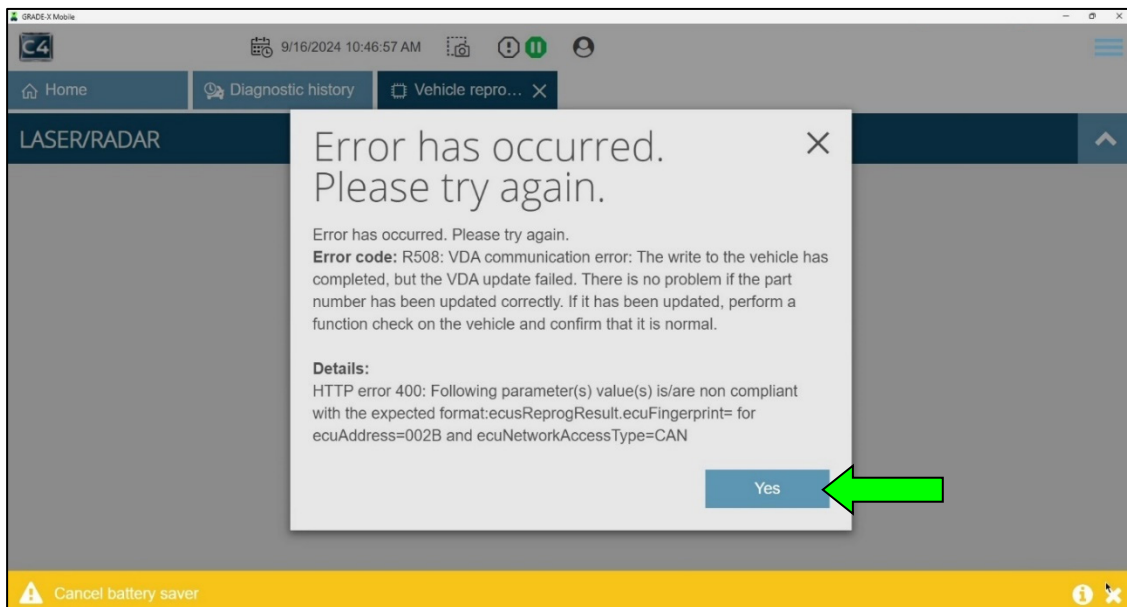 GRADE-X Mobile
C4
9/16/2024 10:46:57 AM
Home
Diagnostic history
Vehicle repro...
LASER/RADAR
Error has occurred.
Please try again.
Error has occurred. Please try again.
Error code: R508: VDA communication error: The write to the vehicle has
completed, but the VDA update failed. There is no problem if the part
number has been updated correctly. If it has been updated, perform a
function check on the vehicle and confirm that it is normal.
Details:
HTTP error 400: Following parameter(s) value(s) is/are non compliant
with the expected format:ecusReprogResult.ecuFingerprint= for
ecuAddress=002B and ecuNetworkAccessType=CAN
Yes
Cancel battery saver